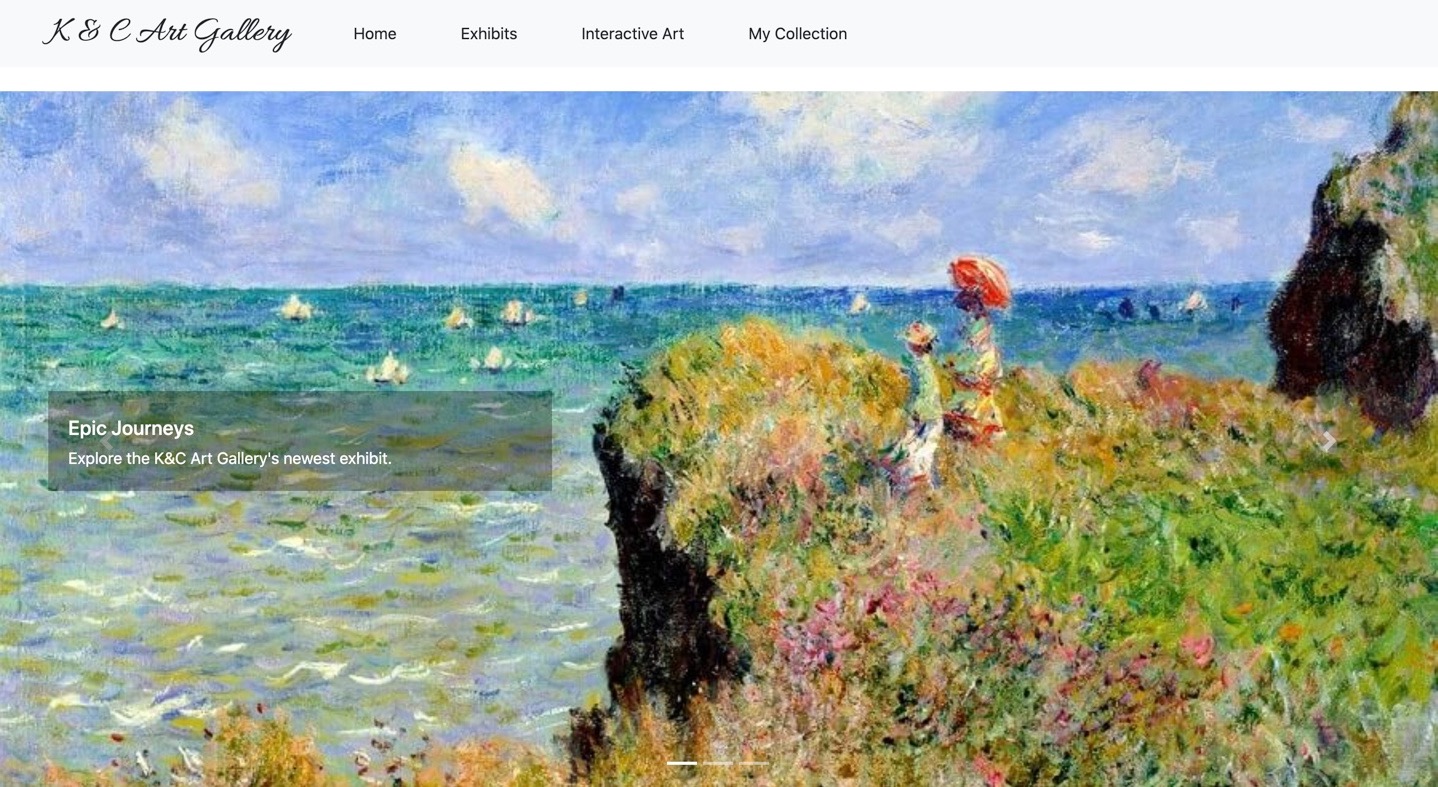 K & C Art Gallery
Home
Exhibits
Interactive Art
My Collection
Epic Journeys
Explore the K&C Art Gallery's newest exhibit.